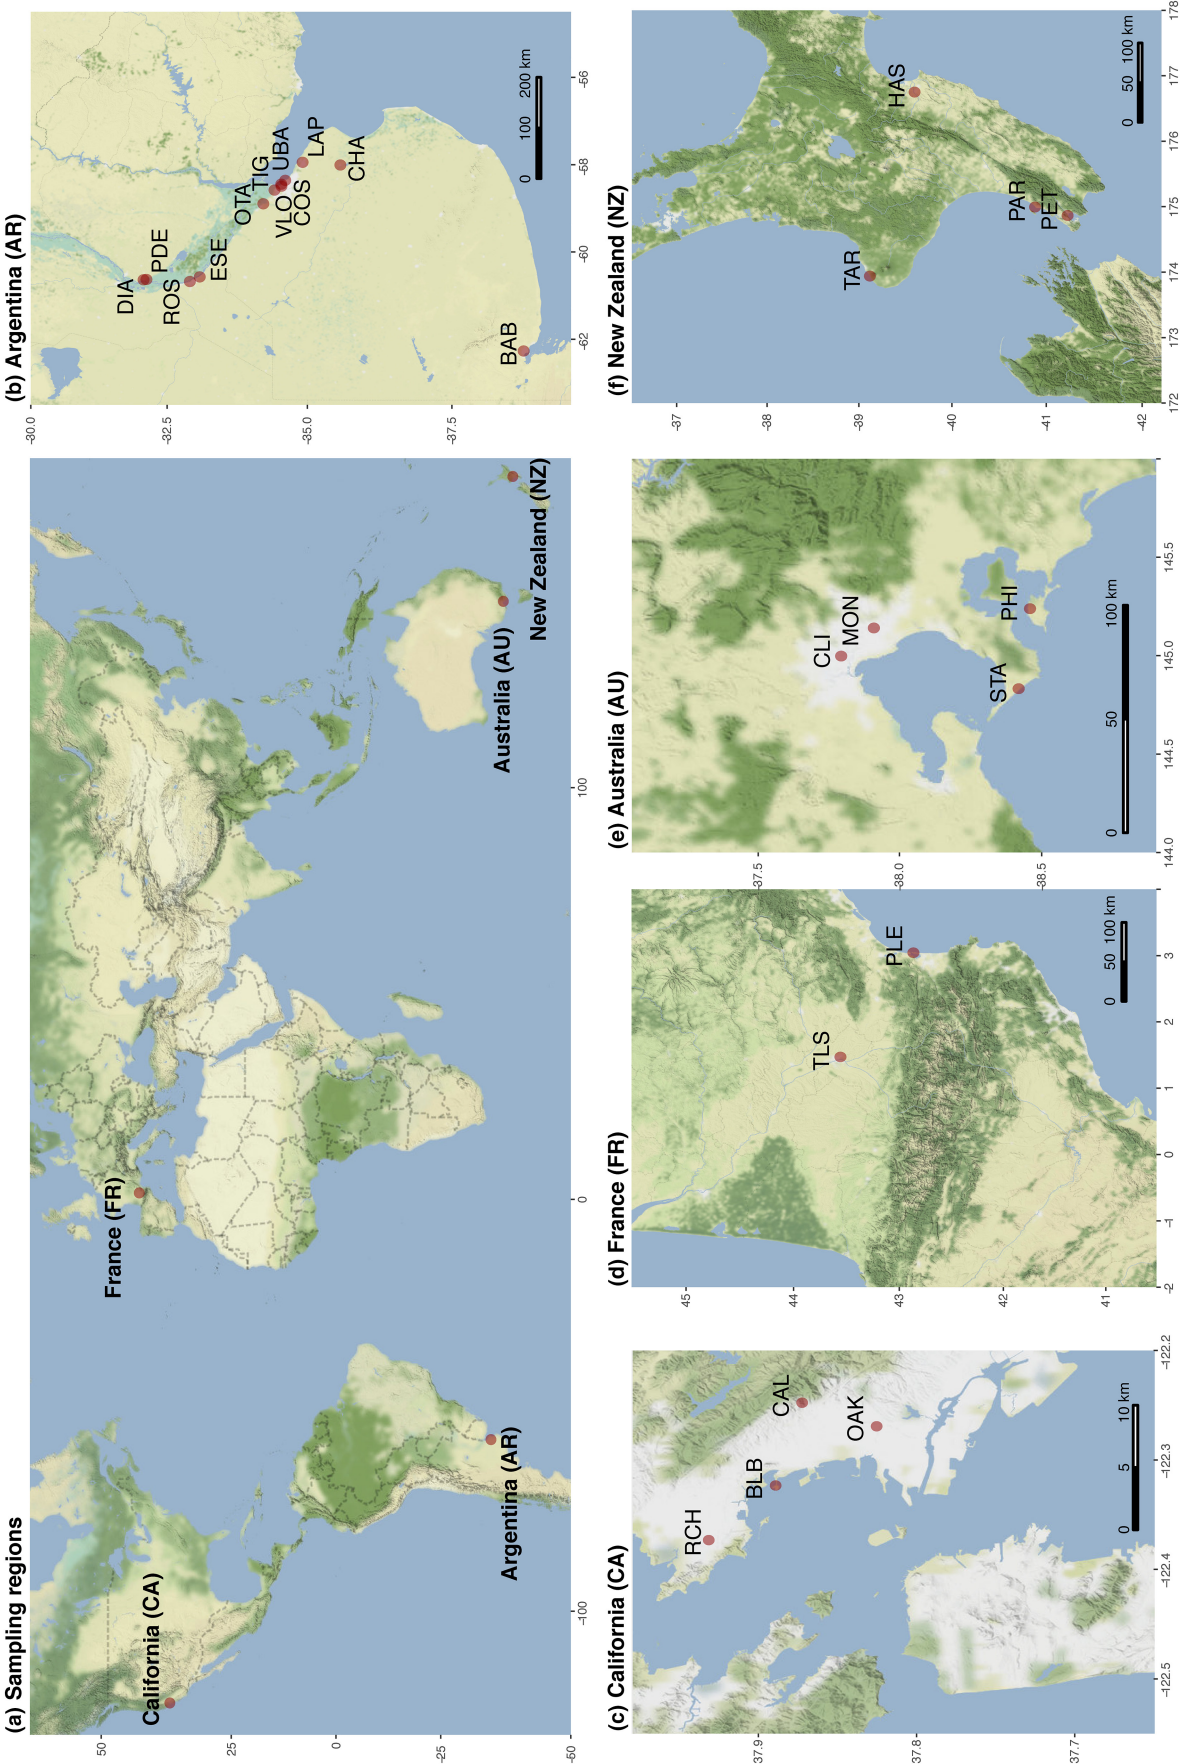 (a) Sampling regions
50
25
0
-25
-50
-100
0
100
California (CA)
France (FR)
Argentina (AR)
Australia (AU)
New Zealand (NZ)
(b) Argentina (AR)
-30.0
-32.5
-35.0
-37.5
-62
-60
-58
-56
DIA
PDE
ROS
ESE
OTA
TIG
VLO
COS
UBA
LAP
CHA
BAB
0 100 200 km
(c) California (CA)
37.9
37.8
37.7
-122.5
-122.4
-122.3
-122.2
RCH
BLB
CAL
OAK
0 5 10 km
(d) France (FR)
45
44
43
42
41
-2
-1
0
1
2
3
TLS
PLE
0 50 100 km
(e) Australia (AU)
-37.5
-38.0
-38.5
144.0
144.5
145.0
145.5
CLI
MON
STA
PHI
0 50 100 km
(f) New Zealand (NZ)
-37
-38
-39
-40
-41
-42
172
173
174
175
176
177
178
TAR
HAS
PAR
PET
0 50 100 km